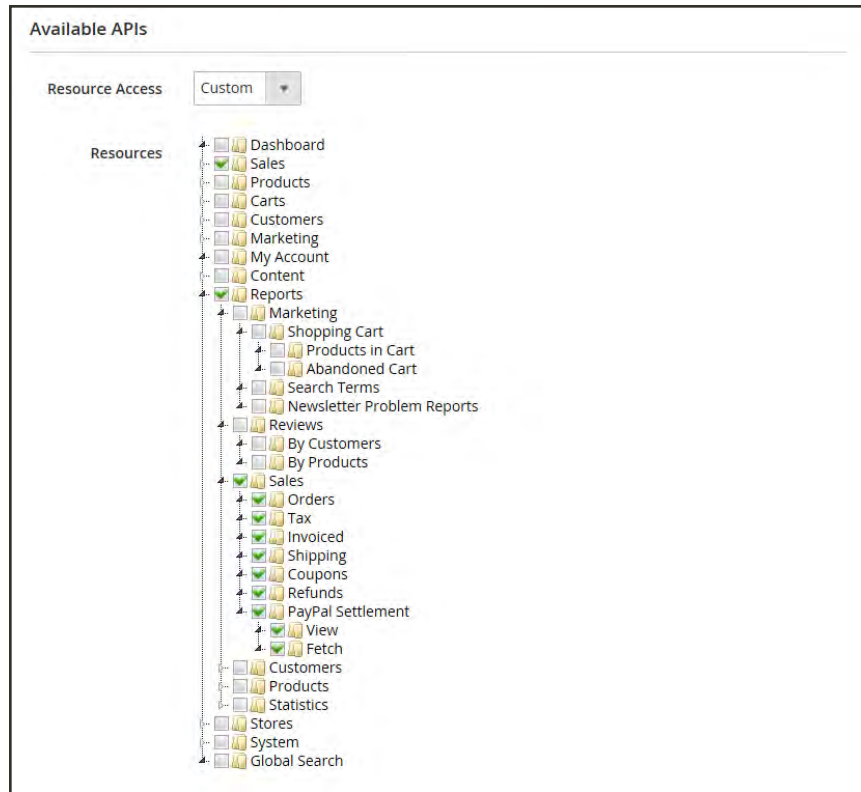 Available APIs
Resource Access Custom
Resources
Dashboard
Sales
Products
Carts
Customers
Marketing
My Account
Content
Reports
Marketing
Shopping Cart
Products in Cart
Abandoned Cart
Search Terms
Newsletter Problem Reports
Reviews
By Customers
By Products
Sales
Orders
Tax
Invoiced
Shipping
Coupons
Refunds
PayPal Settlement
View
Fetch
Customers
Products
Statistics
Stores
System
Global Search